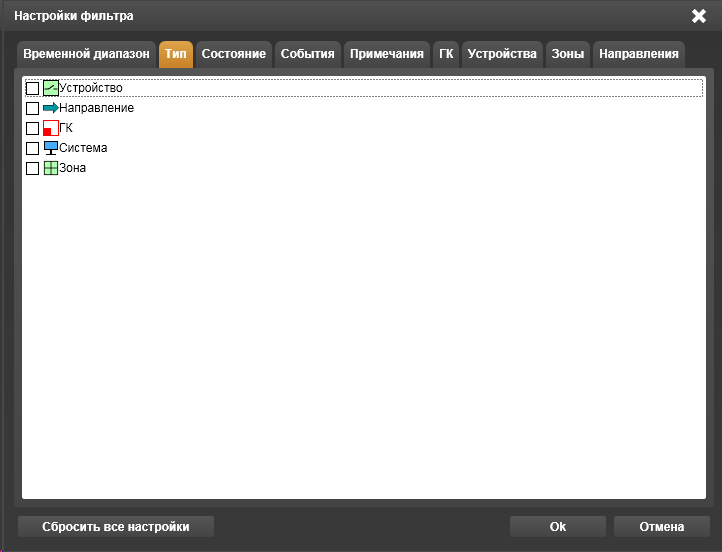 Настройки фильтра
Временной диапазон Тип Состояние События Примечания ГК Устройства Зоны Направления
Устройство
Направление
ГК
Система
Зона
Сбросить все настройки Ok Отмена